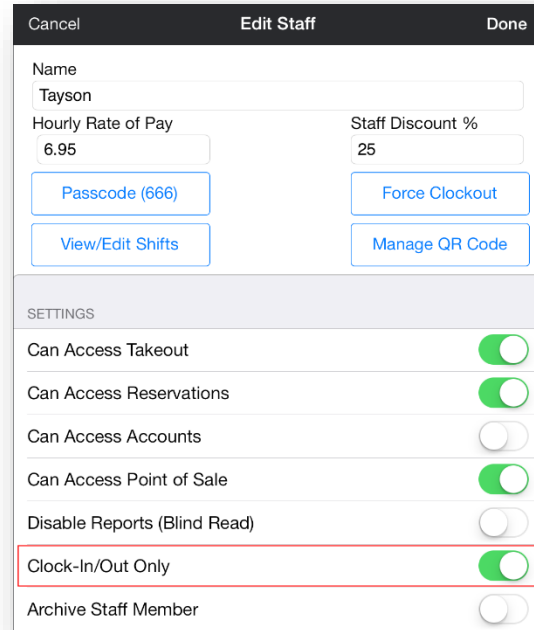 Cancel Edit Staff Done
Name
Tayson
Hourly Rate of Pay Staff Discount %
6.95 25
Passcode (666) Force Clockout
View/Edit Shifts Manage QR Code
SETTINGS
Can Access Takeout
Can Access Reservations
Can Access Accounts
Can Access Point of Sale
Disable Reports (Blind Read)
Clock-In/Out Only
Archive Staff Member